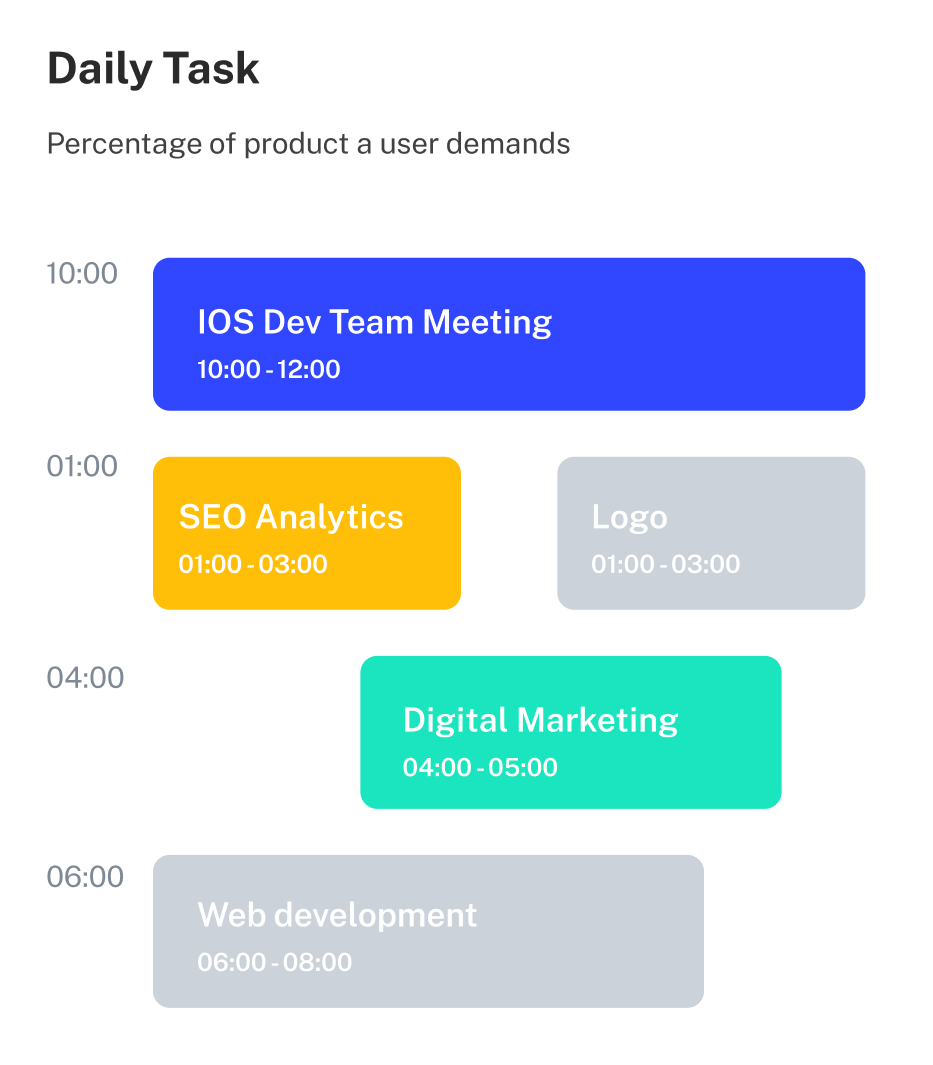 Daily Task
Percentage of product a user demands
10:00
IOS Dev Team Meeting
10:00 - 12:00
01:00
SEO Analytics
01:00 - 03:00
Logo
01:00 - 03:00
04:00
Digital Marketing
04:00 - 05:00
06:00
Web development
06:00 - 08:00